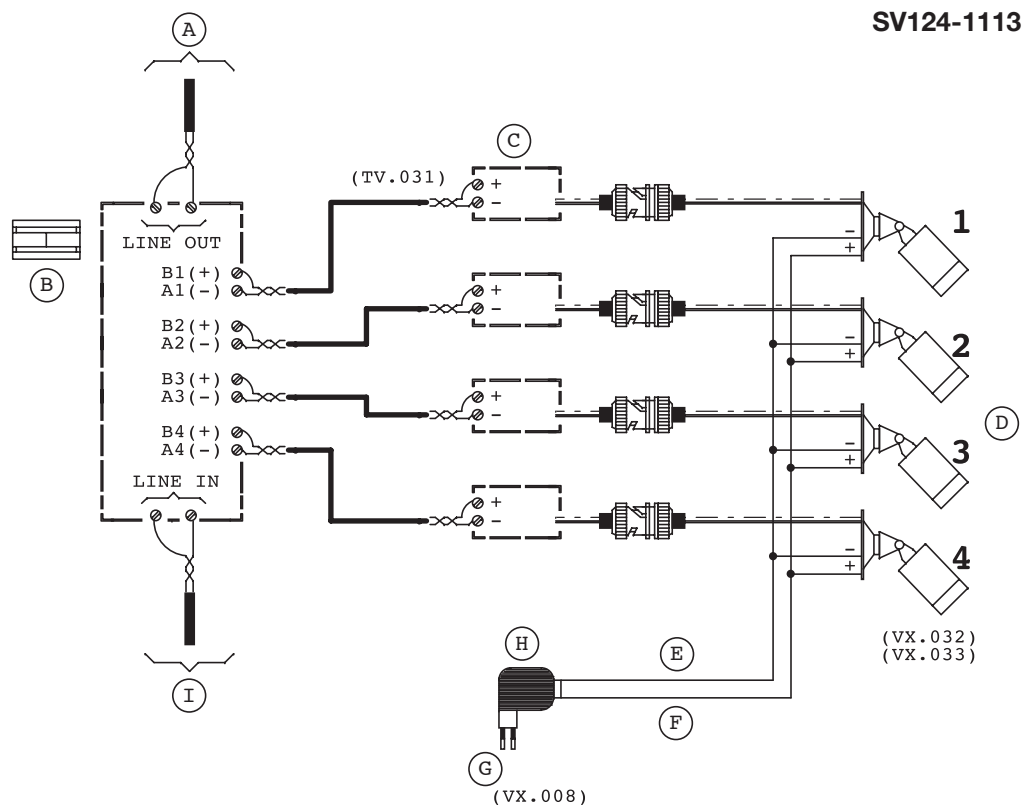 SV124-1113
A
C
(TV.031)
+
−
1
LINE OUT
B
B1(+)
A1(-)
−
+
+
−
B2(+)
A2(-)
2
−
+
B3(+)
A3(-)
+
−
D
3
−
+
B4(+)
A4(-)
LINE IN
+
−
4
−
+
(VX.032)
(VX.033)
H
E
I
F
G
(VX.008)